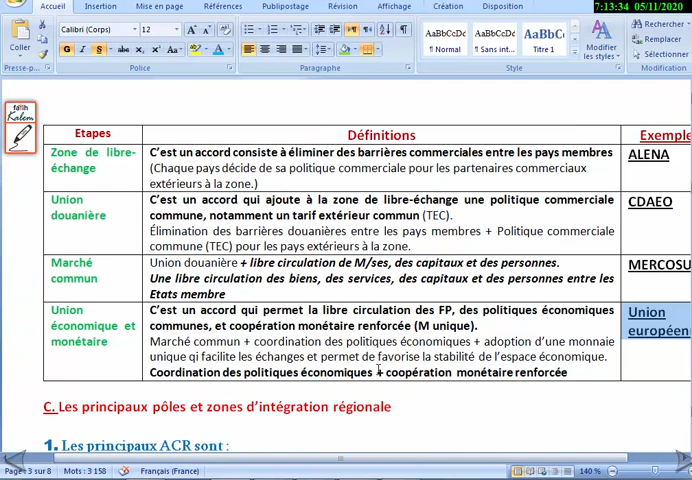 7:13:34 05/11/2020
Accueil Insertion Mise en page Références Publipostage Révision Affichage Création Disposition
Calibri (Corps) 12
Coller
G I S abc x₂ x² Aa A
AaBbCcDc AaBbCcDc AaBbC
¶ Normal ¶ Sans int... Titre 1
Modifier
les styles
Rechercher
Remplacer
Sélectionner
Presse-p... Police Paragraphe Style Modification
fatih
Kalem
Etapes Définitions Exemple
Zone de libre-
échange
C'est un accord consiste à éliminer des barrières commerciales entre les pays membres
(Chaque pays décide de sa politique commerciale pour les partenaires commerciaux
extérieurs à la zone.)
ALENA
Union
douanière
C'est un accord qui ajoute à la zone de libre-échange une politique commerciale
commune, notamment un tarif extérieur commun (TEC).
Élimination des barrières douanières entre les pays membres + Politique commerciale
commune (TEC) pour les pays extérieurs à la zone.
CDAEO
Marché
commun
Union douanière + libre circulation de M/ses, des capitaux et des personnes.
Une libre circulation des biens, des services, des capitaux et des personnes entre les
Etats membre
MERCOSU
Union
économique et
monétaire
C'est un accord qui permet la libre circulation des FP, des politiques économiques
communes, et coopération monétaire renforcée (M unique).
Marché commun + coordination des politiques économiques + adoption d'une monnaie
unique qi facilite les échanges et permet de favorise la stabilité de l'espace économique.
Coordination des politiques économiques + coopération monétaire renforcée
Union
européen
C. Les principaux pôles et zones d'intégration régionale
1. Les principaux ACR sont :
Page : 3 sur 8 Mots : 3 158 Français (France) 140 %